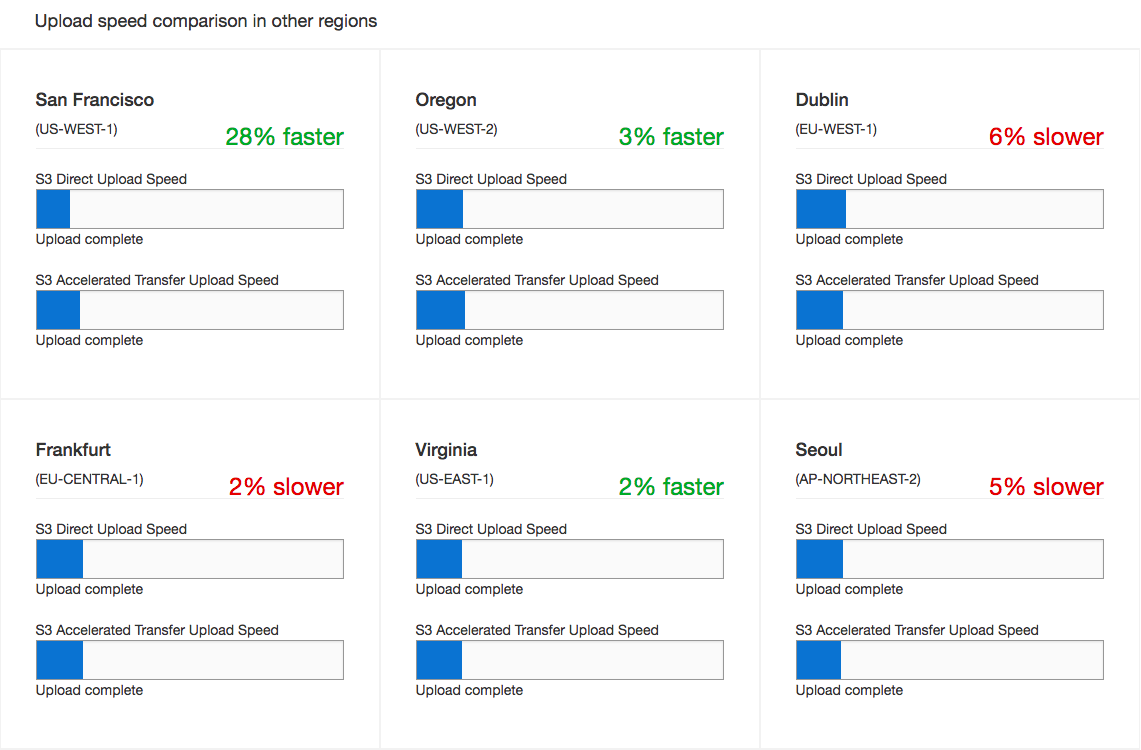 Upload speed comparison in other regions
San Francisco
(US-WEST-1)
28% faster
S3 Direct Upload Speed
Upload complete
S3 Accelerated Transfer Upload Speed
Upload complete
Oregon
(US-WEST-2)
3% faster
S3 Direct Upload Speed
Upload complete
S3 Accelerated Transfer Upload Speed
Upload complete
Dublin
(EU-WEST-1)
6% slower
S3 Direct Upload Speed
Upload complete
S3 Accelerated Transfer Upload Speed
Upload complete
Frankfurt
(EU-CENTRAL-1)
2% slower
S3 Direct Upload Speed
Upload complete
S3 Accelerated Transfer Upload Speed
Upload complete
Virginia
(US-EAST-1)
2% faster
S3 Direct Upload Speed
Upload complete
S3 Accelerated Transfer Upload Speed
Upload complete
Seoul
(AP-NORTHEAST-2)
5% slower
S3 Direct Upload Speed
Upload complete
S3 Accelerated Transfer Upload Speed
Upload complete